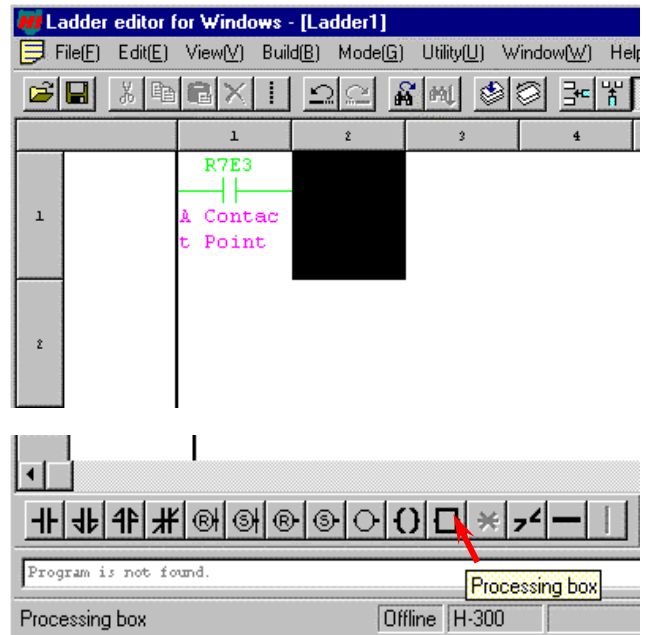 Ladder editor for Windows - [Ladder1]
File(F) Edit(E) View(V) Build(B) Mode(G) Utility(U) Window(W) Help
1 2 3 4
R7E3
1
A Contac
t Point
2
R S R S
Program is not found.
Processing box
Processing box Offline H-300